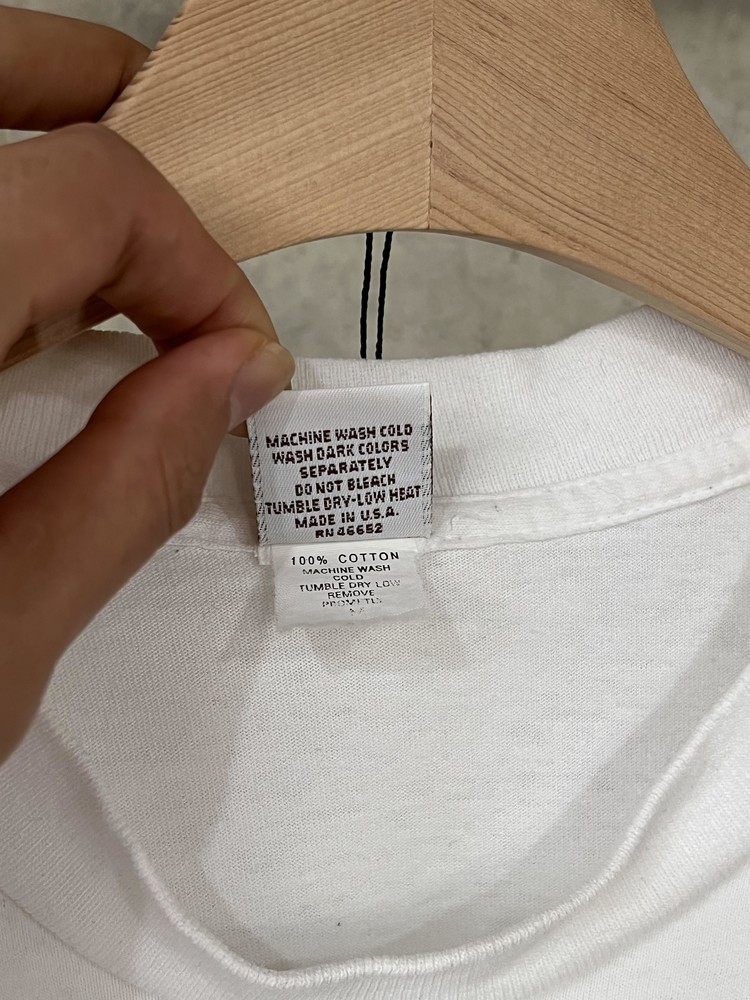 MACHINE WASH COLD
WASH DARK COLORS
SEPARATELY
DO NOT BLEACH
TUMBLE DRY-LOW HEAT
MADE IN U.S.A.
RN 46652
100% COTTON
MACHINE WASH
COLD
TUMBLE DRY LOW
REMOVE